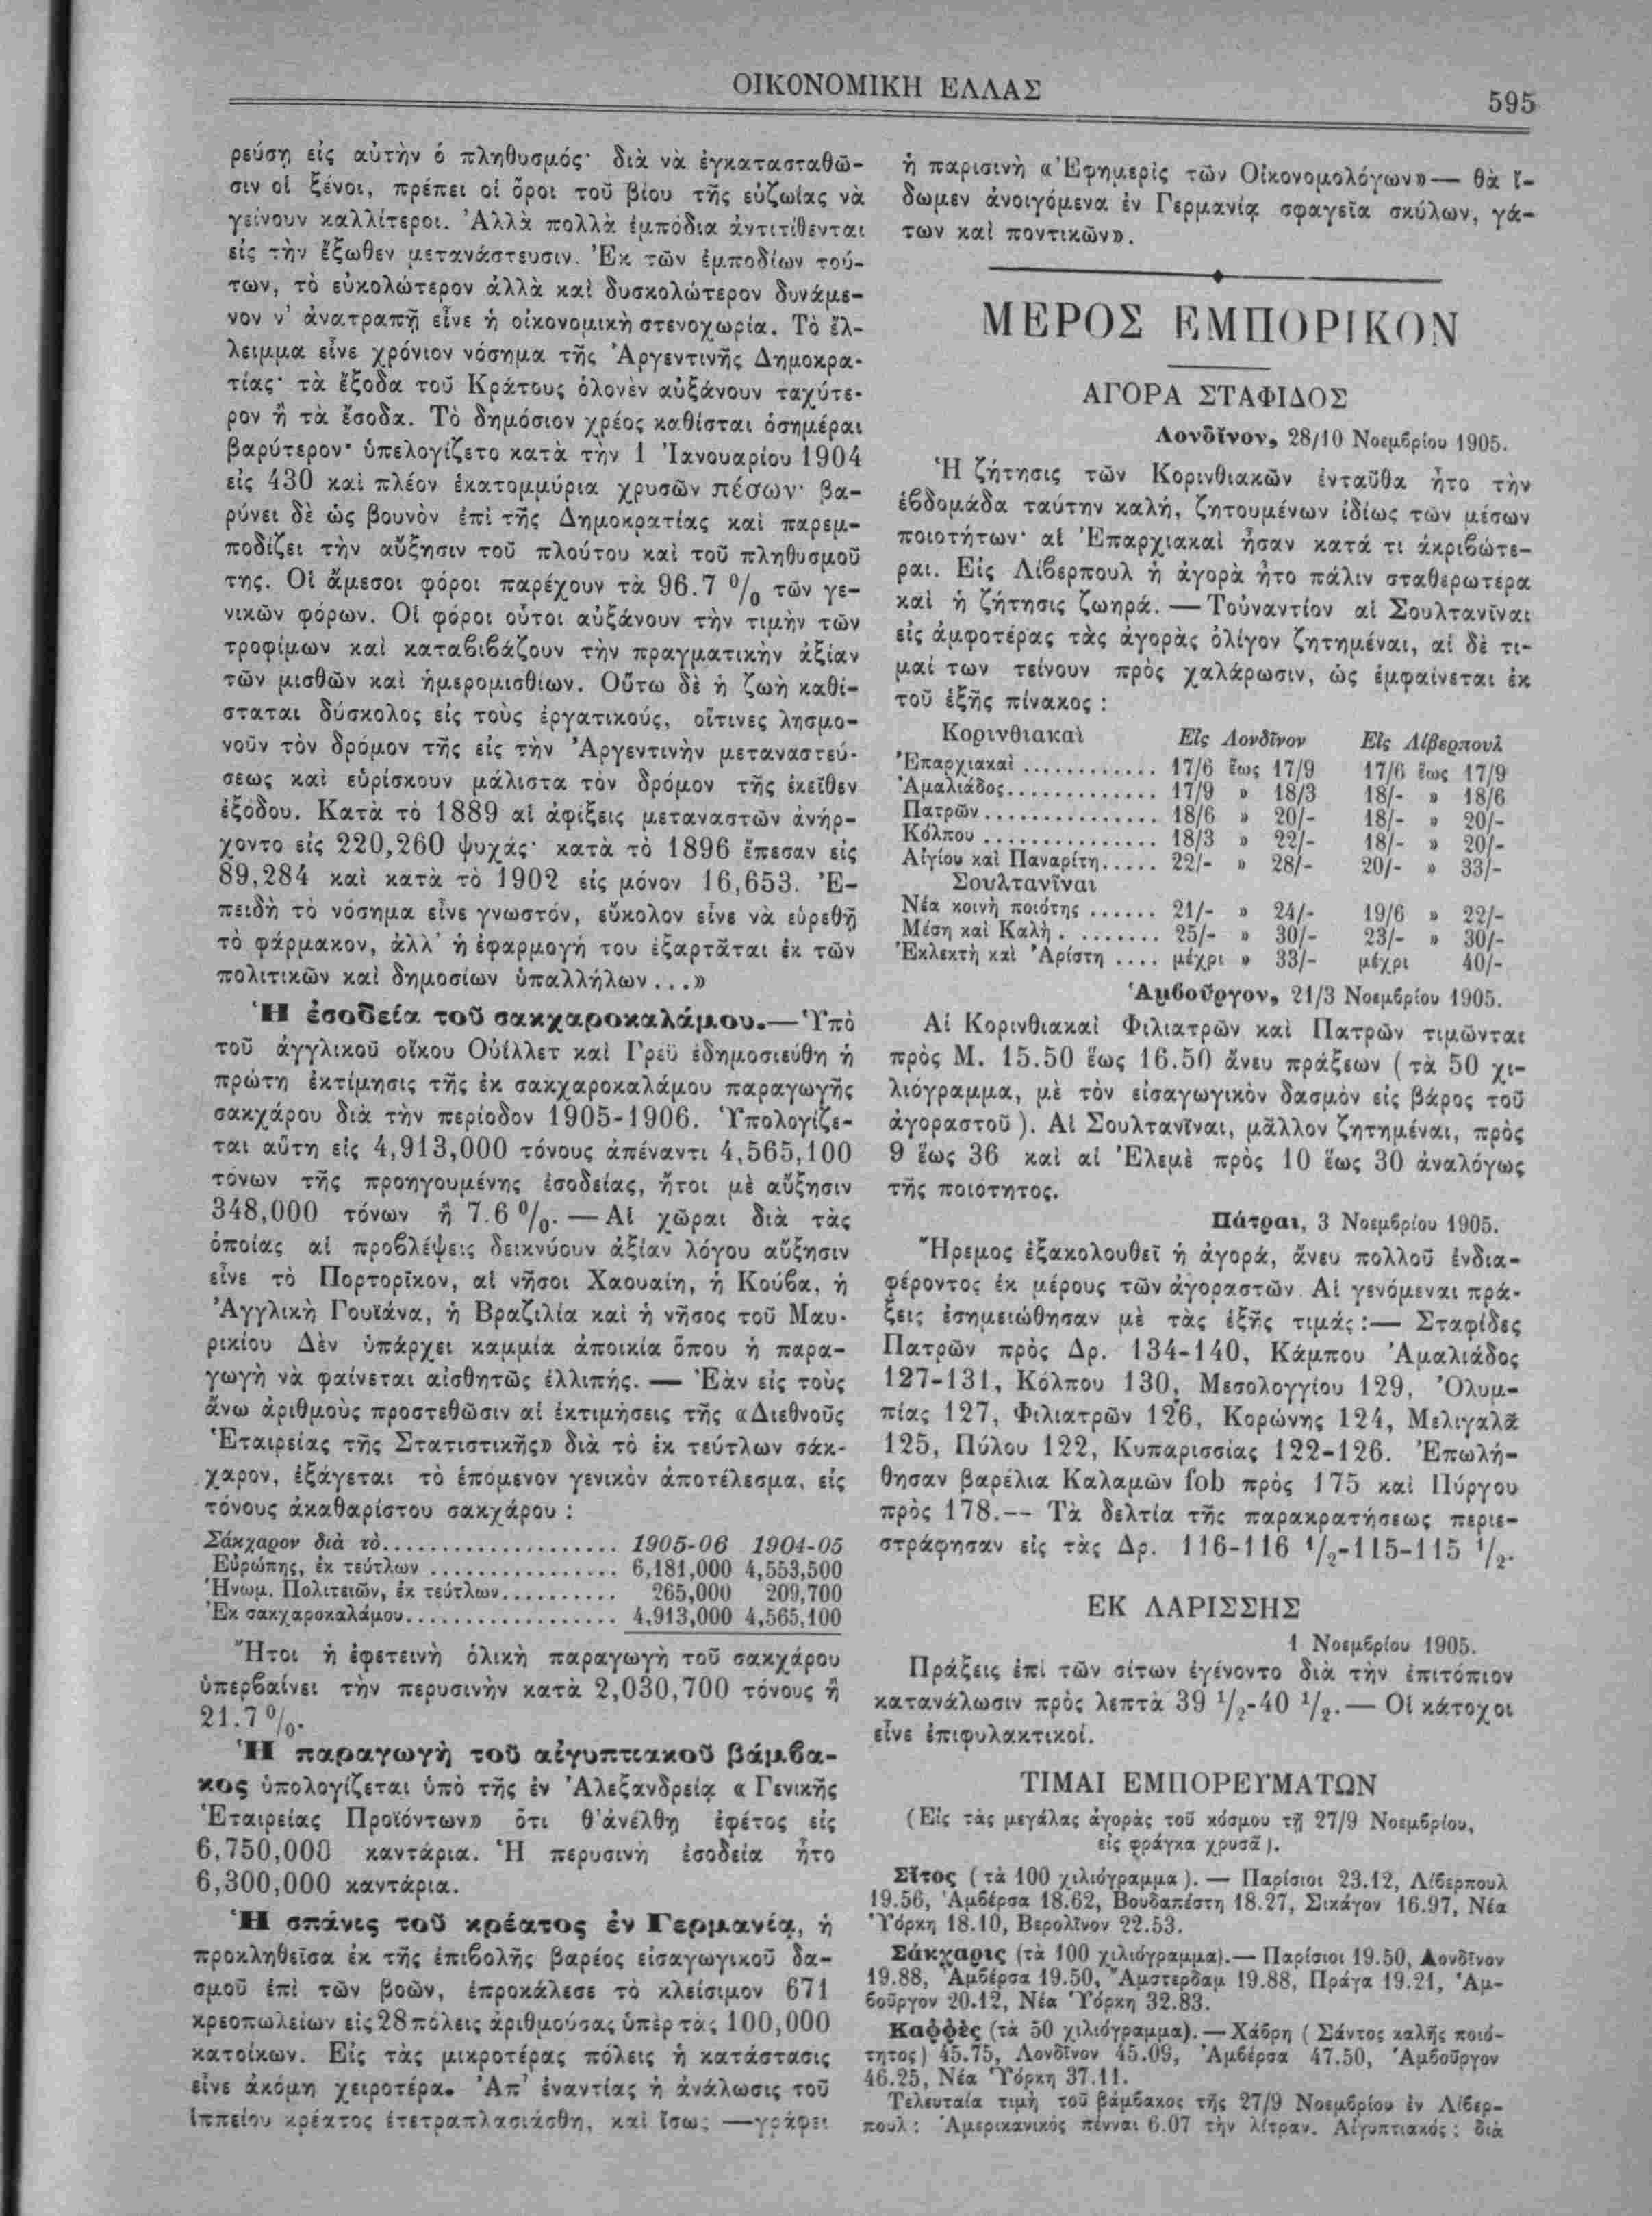 ΟΙΚΟΝΟΜΙΚΗ ΕΛΛΑΣ
595
ρεύσῃ εἰς αὐτὴν ὁ πληθυσμός· διὰ νὰ ἐγκατασταθῶ-
σιν οἱ ξένοι, πρέπει οἱ ὅροι τοῦ βίου τῆς εὐζωίας νὰ
γείνουν καλλίτεροι. Ἀλλὰ πολλὰ ἐμπόδια ἀντιτίθενται
εἰς τὴν ἔξωθεν μετανάστευσιν. Ἐκ τῶν ἐμποδίων τού-
των, τὸ εὐκολώτερον ἀλλὰ καὶ δυσκολώτερον δυνάμε-
νον ν' ἀνατραπῇ εἶνε ἡ οἰκονομικὴ στενοχωρία. Τὸ ἔλ-
λειμμα εἶνε χρόνιον νόσημα τῆς Ἀργεντινῆς Δημοκρα-
τίας· τὰ ἔξοδα τοῦ Κράτους ὁλονὲν αὐξάνουν ταχύτε-
ρον ἢ τὰ ἔσοδα. Τὸ δημόσιον χρέος καθίσται ὁσημέραι
βαρύτερον· ὑπελογίζετο κατὰ τὴν 1 Ἰανουαρίου 1904
εἰς 430 καὶ πλέον ἑκατομμύρια χρυσῶν πέσων· βα-
ρύνει δὲ ὡς βουνὸν ἐπὶ τῆς Δημοκρατίας καὶ παρεμ-
ποδίζει τὴν αὔξησιν τοῦ πλούτου καὶ τοῦ πληθυσμοῦ
της. Οἱ ἄμεσοι φόροι παρέχουν τὰ 96.7 % τῶν γε-
νικῶν φόρων. Οἱ φόροι οὗτοι αὐξάνουν τὴν τιμὴν τῶν
τροφίμων καὶ καταβιβάζουν τὴν πραγματικὴν ἀξίαν
τῶν μισθῶν καὶ ἡμερομισθίων. Οὕτω δὲ ἡ ζωὴ καθί-
σταται δύσκολος εἰς τοὺς ἐργατικούς, οἵτινες λησμο-
νοῦν τὸν δρόμον τῆς εἰς τὴν Ἀργεντινὴν μεταναστεύ-
σεως καὶ εὑρίσκουν μάλιστα τὸν δρόμον τῆς ἐκεῖθεν
ἐξόδου. Κατὰ τὸ 1889 αἱ ἀφίξεις μεταναστῶν ἀνήρ-
χοντο εἰς 220,260 ψυχάς· κατὰ τὸ 1896 ἔπεσαν εἰς
89,284 καὶ κατὰ τὸ 1902 εἰς μόνον 16,653. Ἐ-
πειδὴ τὸ νόσημα εἶνε γνωστόν, εὔκολον εἶνε νὰ εὑρεθῇ
τὸ φάρμακον, ἀλλ' ἡ ἐφαρμογή του ἐξαρτᾶται ἐκ τῶν
πολιτικῶν καὶ δημοσίων ὑπαλλήλων...»
Ἡ ἐσοδεία τοῦ σακχαροκαλάμου.—Ὑπὸ
τοῦ ἀγγλικοῦ οἴκου Οὐίλλετ καὶ Γρεῢ ἐδημοσιεύθη ἡ
πρώτη ἐκτίμησις τῆς ἐκ σακχαροκαλάμου παραγωγῆς
σακχάρου διὰ τὴν περίοδον 1905-1906. Ὑπολογίζε-
ται αὕτη εἰς 4,913,000 τόνους ἀπέναντι 4,565,100
τόνων τῆς προηγουμένης ἐσοδείας, ἤτοι μὲ αὔξησιν
348,000 τόνων ἢ 7.6 %.—Αἱ χῶραι διὰ τὰς
ὁποίας αἱ προβλέψεις δεικνύουν ἀξίαν λόγου αὔξησιν
εἶνε τὸ Πορτορῖκον, αἱ νῆσοι Χαουαίη, ἡ Κούβα, ἡ
Ἀγγλικὴ Γουϊάνα, ἡ Βραζιλία καὶ ἡ νῆσος τοῦ Μαυ-
ρικίου Δὲν ὑπάρχει καμμία ἀποικία ὅπου ἡ παρα-
γωγὴ νὰ φαίνεται αἰσθητῶς ἐλλιπής. — Ἐὰν εἰς τοὺς
ἄνω ἀριθμοὺς προστεθῶσιν αἱ ἐκτιμήσεις τῆς «Διεθνοῦς
Ἑταιρείας τῆς Στατιστικῆς» διὰ τὸ ἐκ τεύτλων σάκ-
χαρον, ἐξάγεται τὸ ἑπόμενον γενικὸν ἀποτέλεσμα, εἰς
τόνους ἀκαθαρίστου σακχάρου :
Σάκχαρον διὰ τὸ.................... 1905-06 1904-05
Εὐρώπης, ἐκ τεύτλων ................ 6,181,000 4,553,500
Ἡνωμ. Πολιτειῶν, ἐκ τεύτλων.......... 265,000 209,700
Ἐκ σακχαροκαλάμου.................. 4,913,000 4,565,100
Ἤτοι ἡ ἐφετεινὴ ὁλικὴ παραγωγὴ τοῦ σακχάρου
ὑπερβαίνει τὴν περυσινὴν κατὰ 2,030,700 τόνους ἢ
21.7 %.
Ἡ παραγωγὴ τοῦ αἰγυπτιακοῦ βάμβα-
κος ὑπολογίζεται ὑπὸ τῆς ἐν Ἀλεξανδρείᾳ «Γενικῆς
Ἑταιρείας Προϊόντων» ὅτι θ'ἀνέλθῃ ἐφέτος εἰς
6,750,000 καντάρια. Ἡ περυσινὴ ἐσοδεία ἦτο
6,300,000 καντάρια.
Ἡ σπάνις τοῦ κρέατος ἐν Γερμανίᾳ, ἡ
προκληθεῖσα ἐκ τῆς ἐπιβολῆς βαρέος εἰσαγωγικοῦ δα-
σμοῦ ἐπὶ τῶν βοῶν, ἐπροκάλεσε τὸ κλείσιμον 671
κρεοπωλείων εἰς 28 πόλεις ἀριθμούσας ὑπὲρ τὰς 100,000
κατοίκων. Εἰς τὰς μικροτέρας πόλεις ἡ κατάστασις
εἶνε ἀκόμη χειροτέρα. Ἀπ' ἐναντίας ἡ ἀνάλωσις τοῦ
ἱππείου κρέατος ἐτετραπλασιάσθη, καὶ ἴσως —γράφει
ἡ παρισινὴ «Ἐφημερὶς τῶν Οἰκονομολόγων»— θὰ ἴ-
δωμεν ἀνοιγόμενα ἐν Γερμανίᾳ σφαγεῖα σκύλων, γά-
των καὶ ποντικῶν».
ΜΕΡΟΣ ΕΜΠΟΡΙΚΟΝ
ΑΓΟΡΑ ΣΤΑΦΙΔΟΣ
Λονδῖνον, 28/10 Νοεμβρίου 1905.
Ἡ ζήτησις τῶν Κορινθιακῶν ἐνταῦθα ἦτο τὴν
ἑβδομάδα ταύτην καλή, ζητουμένων ἰδίως τῶν μέσων
ποιοτήτων· αἱ Ἐπαρχιακαὶ ἦσαν κατά τι ἀκριβώτε-
ραι. Εἰς Λίβερπουλ ἡ ἀγορὰ ἦτο πάλιν σταθερωτέρα
καὶ ἡ ζήτησις ζωηρά. — Τοὐναντίον αἱ Σουλτανῖναι
εἰς ἀμφοτέρας τὰς ἀγορὰς ὀλίγον ζητημέναι, αἱ δὲ τι-
μαί των τείνουν πρὸς χαλάρωσιν, ὡς ἐμφαίνεται ἐκ
τοῦ ἑξῆς πίνακος :
Κορινθιακαὶ Εἰς Λονδῖνον Εἰς Λίβερπουλ
Ἐπαρχιακαὶ ............ 17/6 ἕως 17/9 17/6 ἕως 17/9
Ἀμαλιάδος............. 17/9 » 18/3 18/- » 18/6
Πατρῶν............... 18/6 » 20/- 18/- » 20/-
Κόλπου ............... 18/3 » 22/- 18/- » 20/-
Αἰγίου καὶ Παναρίτη..... 22/- » 28/- 20/- » 33/-
Σουλτανῖναι
Νέα κοινὴ ποιότης ...... 21/- » 24/- 19/6 » 22/-
Μέση καὶ Καλὴ . ....... 25/- » 30/- 23/- » 30/-
Ἐκλεκτὴ καὶ Ἀρίστη .... μέχρι » 33/- μέχρι 40/-
Ἁμβοῦργον, 21/3 Νοεμβρίου 1905.
Αἱ Κορινθιακαὶ Φιλιατρῶν καὶ Πατρῶν τιμῶνται
πρὸς Μ. 15.50 ἕως 16.50 ἄνευ πράξεων (τὰ 50 χι-
λιόγραμμα, μὲ τὸν εἰσαγωγικὸν δασμὸν εἰς βάρος τοῦ
ἀγοραστοῦ). Αἱ Σουλτανῖναι, μᾶλλον ζητημέναι, πρὸς
9 ἕως 36 καὶ αἱ Ἐλεμὲ πρὸς 10 ἕως 30 ἀναλόγως
τῆς ποιότητος.
Πάτραι, 3 Νοεμβρίου 1905.
Ἤρεμος ἐξακολουθεῖ ἡ ἀγορά, ἄνευ πολλοῦ ἐνδια-
φέροντος ἐκ μέρους τῶν ἀγοραστῶν. Αἱ γενόμεναι πρά-
ξεις ἐσημειώθησαν μὲ τὰς ἑξῆς τιμάς :— Σταφίδες
Πατρῶν πρὸς Δρ. 134-140, Κάμπου Ἀμαλιάδος
127-131, Κόλπου 130, Μεσολογγίου 129, Ὀλυμ-
πίας 127, Φιλιατρῶν 126, Κορώνης 124, Μελιγαλᾶ
125, Πύλου 122, Κυπαρισσίας 122-126. Ἐπωλή-
θησαν βαρέλια Καλαμῶν fob πρὸς 175 καὶ Πύργου
πρὸς 178.-- Τὰ δελτία τῆς παρακρατήσεως περιε-
στράφησαν εἰς τὰς Δρ. 116-116 1/2-115-115 1/2.
ΕΚ ΛΑΡΙΣΣΗΣ
1 Νοεμβρίου 1905.
Πράξεις ἐπὶ τῶν σίτων ἐγένοντο διὰ τὴν ἐπιτόπιον
κατανάλωσιν πρὸς λεπτὰ 39 1/2-40 1/2.— Οἱ κάτοχοι
εἶνε ἐπιφυλακτικοί.
ΤΙΜΑΙ ΕΜΠΟΡΕΥΜΑΤΩΝ
(Εἰς τὰς μεγάλας ἀγορὰς τοῦ κόσμου τῇ 27/9 Νοεμβρίου,
εἰς φράγκα χρυσᾶ).
Σῖτος (τὰ 100 χιλιόγραμμα). — Παρίσιοι 23.12, Λίβερπουλ
19.56, Ἀμβέρσα 18.62, Βουδαπέστη 18.27, Σικάγον 16.97, Νέα
Ὑόρκη 18.10, Βερολῖνον 22.53.
Σάκχαρις (τὰ 100 χιλιόγραμμα).— Παρίσιοι 19.50, Λονδῖνον
19.88, Ἀμβέρσα 19.50, Ἄμστερδαμ 19.88, Πράγα 19.21, Ἁμ-
βοῦργον 20.12, Νέα Ὑόρκη 32.83.
Καφφὲς (τὰ 50 χιλιόγραμμα).—Χάβρη (Σάντος καλῆς ποιό-
τητος) 45.75, Λονδῖνον 45.09, Ἀμβέρσα 47.50, Ἁμβοῦργον
46.25, Νέα Ὑόρκη 37.11.
Τελευταία τιμὴ τοῦ βάμβακος τῆς 27/9 Νοεμβρίου ἐν Λίβερ-
πουλ : Ἀμερικανικὸς πένναι 6.07 τὴν λίτραν. Αἰγυπτιακός : διὰ